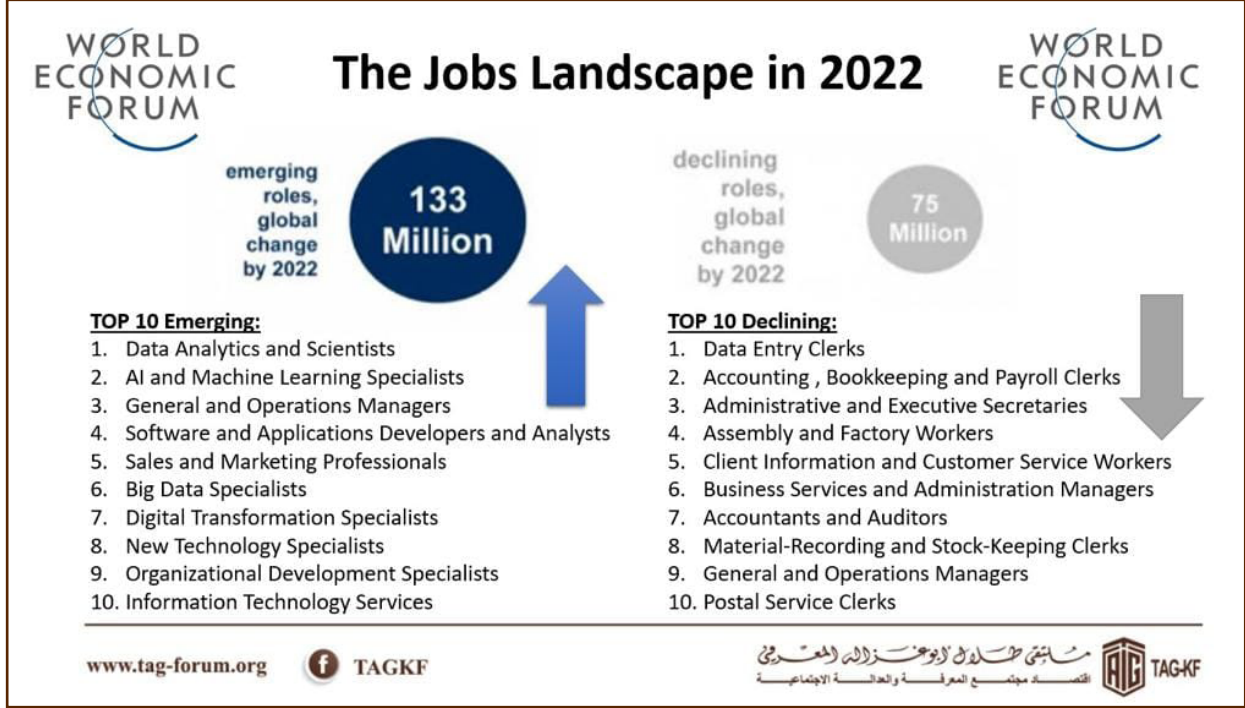 WORLD
ECONOMIC
FORUM
The Jobs Landscape in 2022
WORLD
ECONOMIC
FORUM
emerging
roles,
global
change
by 2022
133
Million
declining
roles,
global
change
by 2022
75
Million
TOP 10 Emerging:
1. Data Analytics and Scientists
2. AI and Machine Learning Specialists
3. General and Operations Managers
4. Software and Applications Developers and Analysts
5. Sales and Marketing Professionals
6. Big Data Specialists
7. Digital Transformation Specialists
8. New Technology Specialists
9. Organizational Development Specialists
10. Information Technology Services
TOP 10 Declining:
1. Data Entry Clerks
2. Accounting , Bookkeeping and Payroll Clerks
3. Administrative and Executive Secretaries
4. Assembly and Factory Workers
5. Client Information and Customer Service Workers
6. Business Services and Administration Managers
7. Accountants and Auditors
8. Material-Recording and Stock-Keeping Clerks
9. General and Operations Managers
10. Postal Service Clerks
www.tag-forum.org
f
TAGKF
ملتقى طلال أبوغزاله المعرفي
اقتصاد مجتمع المعرفة والعدالة الاجتماعية
TAG-KF